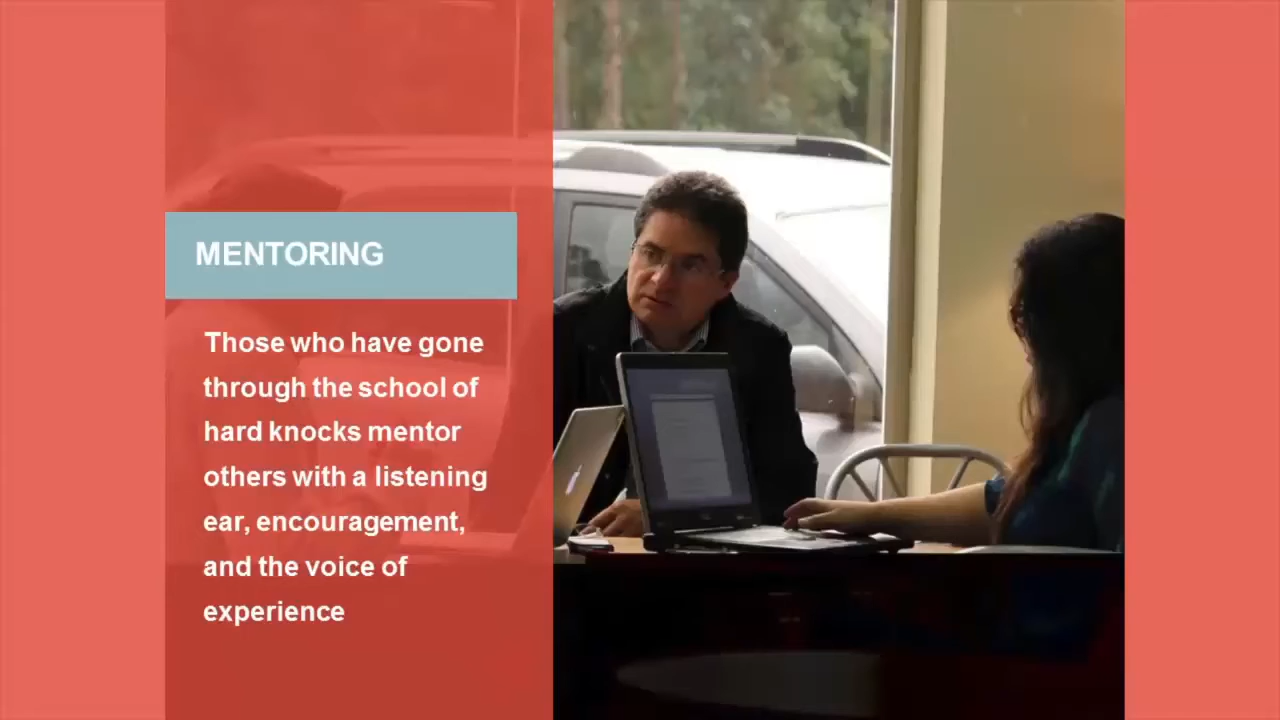 MENTORING
Those who have gone
through the school of
hard knocks mentor
others with a listening
ear, encouragement,
and the voice of
experience